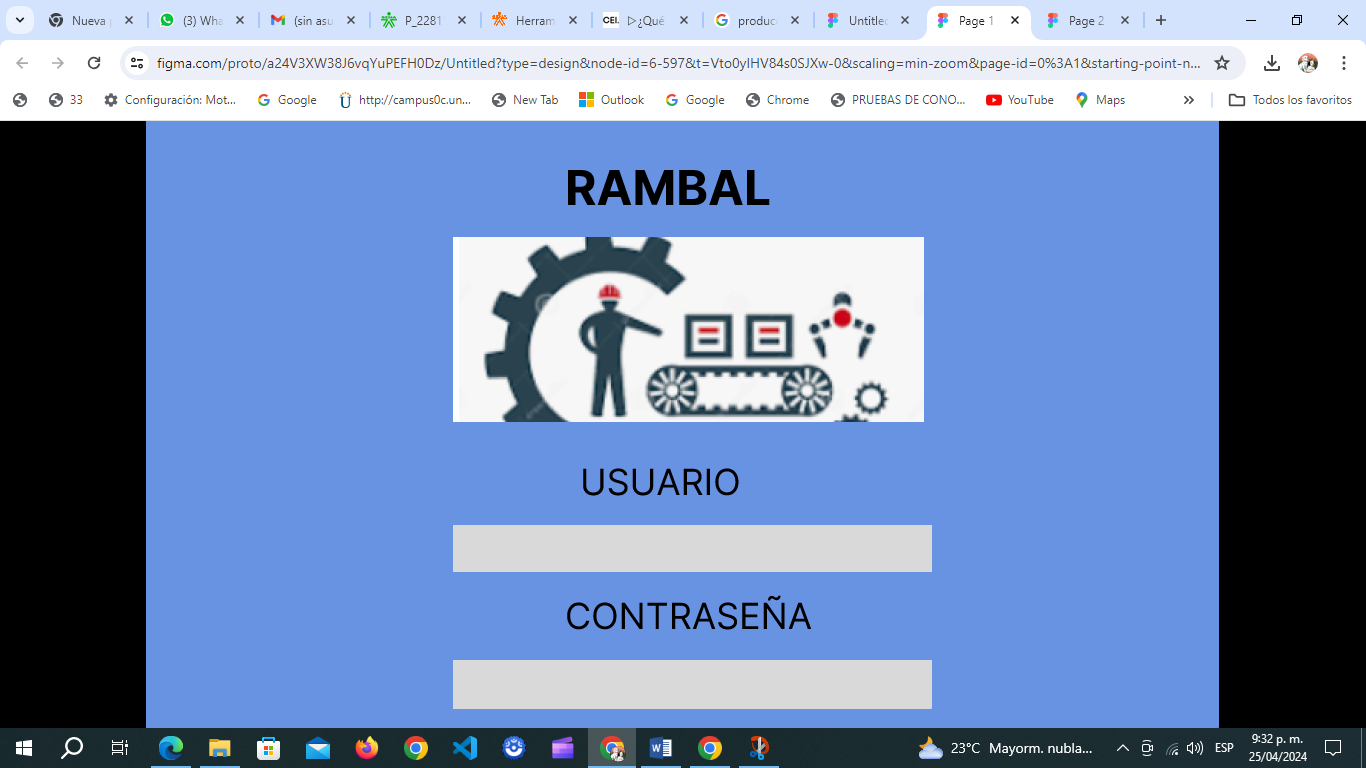 Nueva
(3) Wha
(sin asu
P_2281
Herram
CEI.
▷¿Qué
produc
Untitled
Page 1
Page 2
figma.com/proto/a24V3XW38J6vqYuPEFH0Dz/Untitled?type=design&node-id=6-597&t=Vto0ylHV84s0SJXw-0&scaling=min-zoom&page-id=0%3A1&starting-point-n...
33
Configuración: Mot...
Google
http://campus0c.un...
New Tab
Outlook
Google
Chrome
PRUEBAS DE CONO...
YouTube
Maps
»
Todos los favoritos
RAMBAL
USUARIO
CONTRASEÑA
23°C Mayorm. nubla...
ESP
9:32 p. m.
25/04/2024